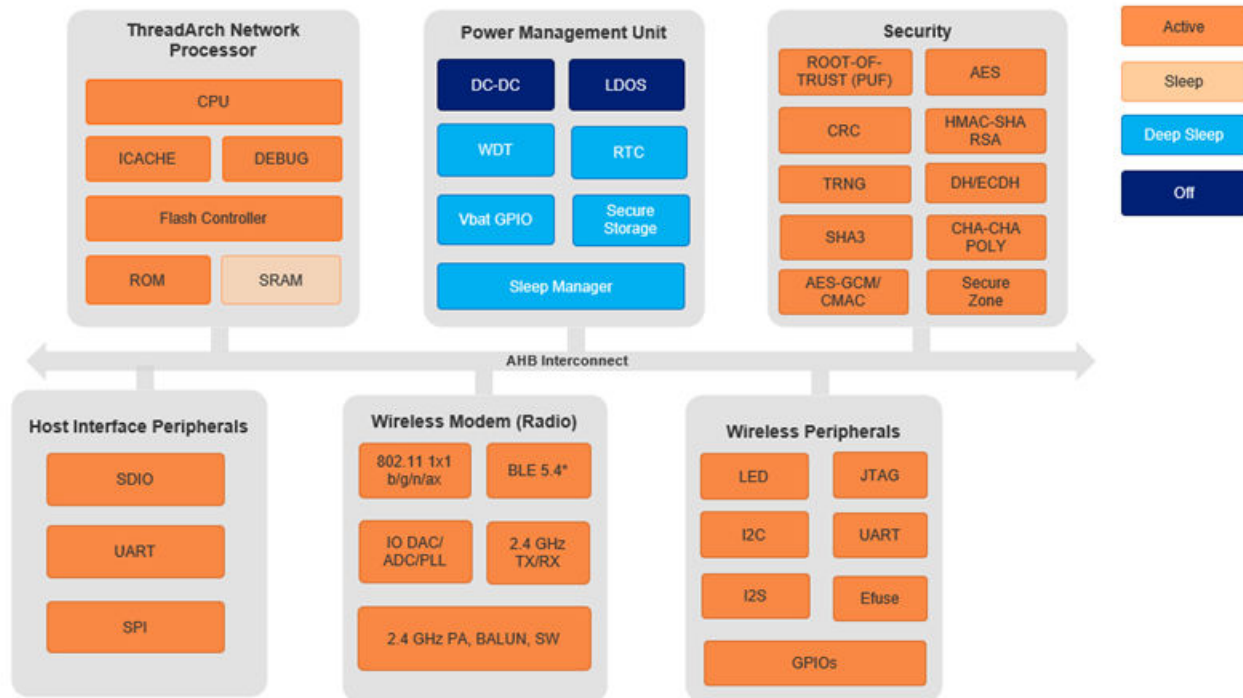 ThreadArch Network
Processor
CPU
ICACHE
DEBUG
Flash Controller
ROM
SRAM
Power Management Unit
DC-DC
LDOS
WDT
RTC
Vbat GPIO
Secure
Storage
Sleep Manager
Security
ROOT-OF-
TRUST (PUF)
AES
CRC
HMAC-SHA
RSA
TRNG
DH/ECDH
SHA3
CHA-CHA
POLY
AES-GCM/
CMAC
Secure
Zone
Active
Sleep
Deep Sleep
Off
AHB Interconnect
Host Interface Peripherals
SDIO
UART
SPI
Wireless Modem (Radio)
802.11 1x1
b/g/n/ax
BLE 5.4*
IO DAC/
ADC/PLL
2.4 GHz
TX/RX
2.4 GHz PA, BALUN, SW
Wireless Peripherals
LED
JTAG
I2C
UART
I2S
Efuse
GPIOs